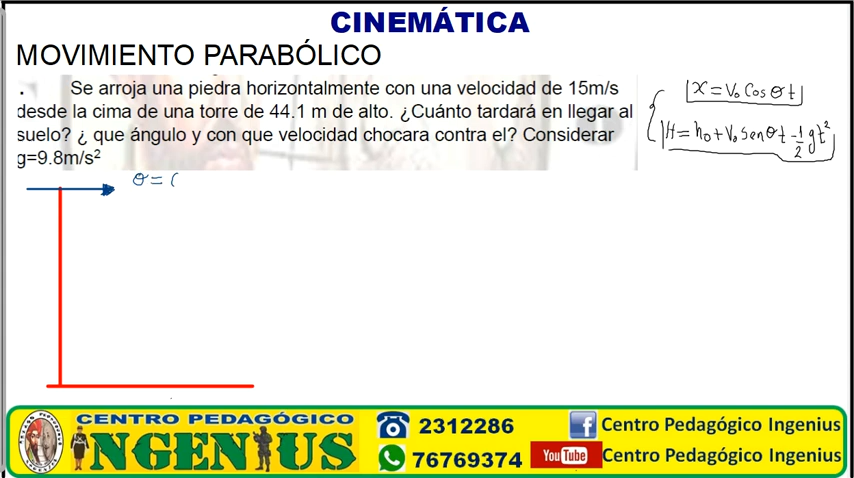 CINEMÁTICA
MOVIMIENTO PARABÓLICO
. Se arroja una piedra horizontalmente con una velocidad de 15m/s
desde la cima de una torre de 44.1 m de alto. ¿Cuánto tardará en llegar al
suelo? ¿ que ángulo y con que velocidad chocara contra el? Considerar
g=9.8m/s²
x = V₀ Cos θ t
H = h₀ + V₀ Sen θ t - 1/2 g t²
θ = (
CENTRO PEDAGÓGICO
INGENIUS
2312286
76769374
Centro Pedagógico Ingenius
YouTube Centro Pedagógico Ingenius